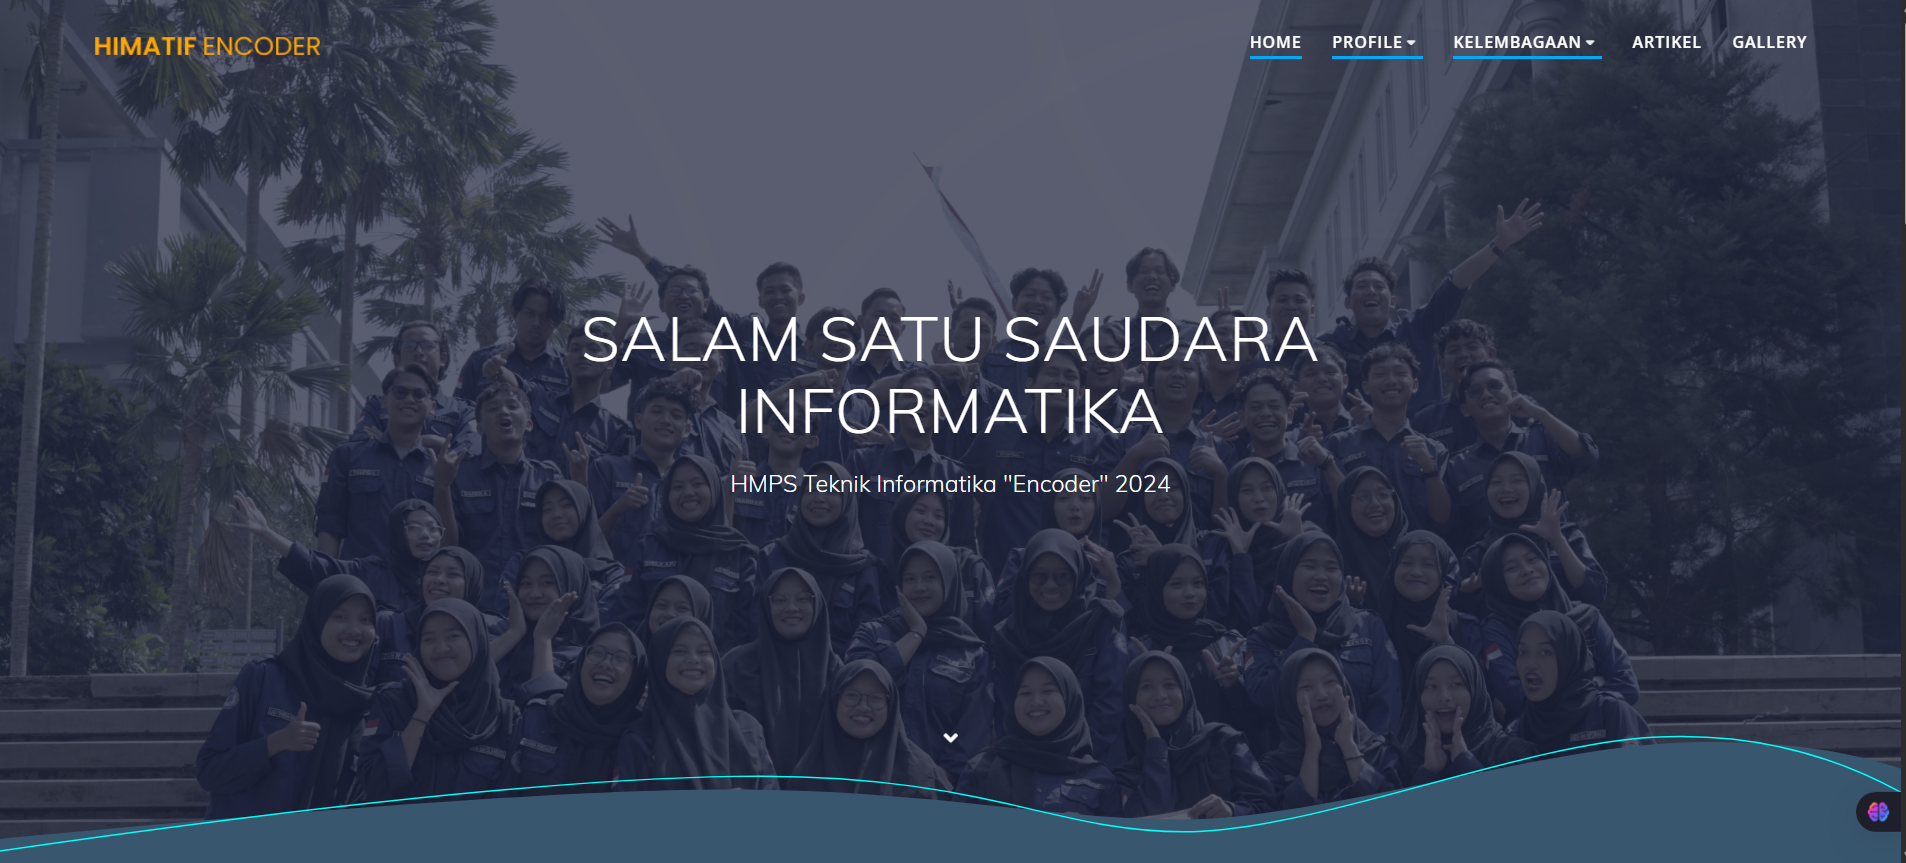 HIMATIF ENCODER
HOME PROFILE KELEMBAGAAN ARTIKEL GALLERY
SALAM SATU SAUDARA
INFORMATIKA
HMPS Teknik Informatika "Encoder" 2024